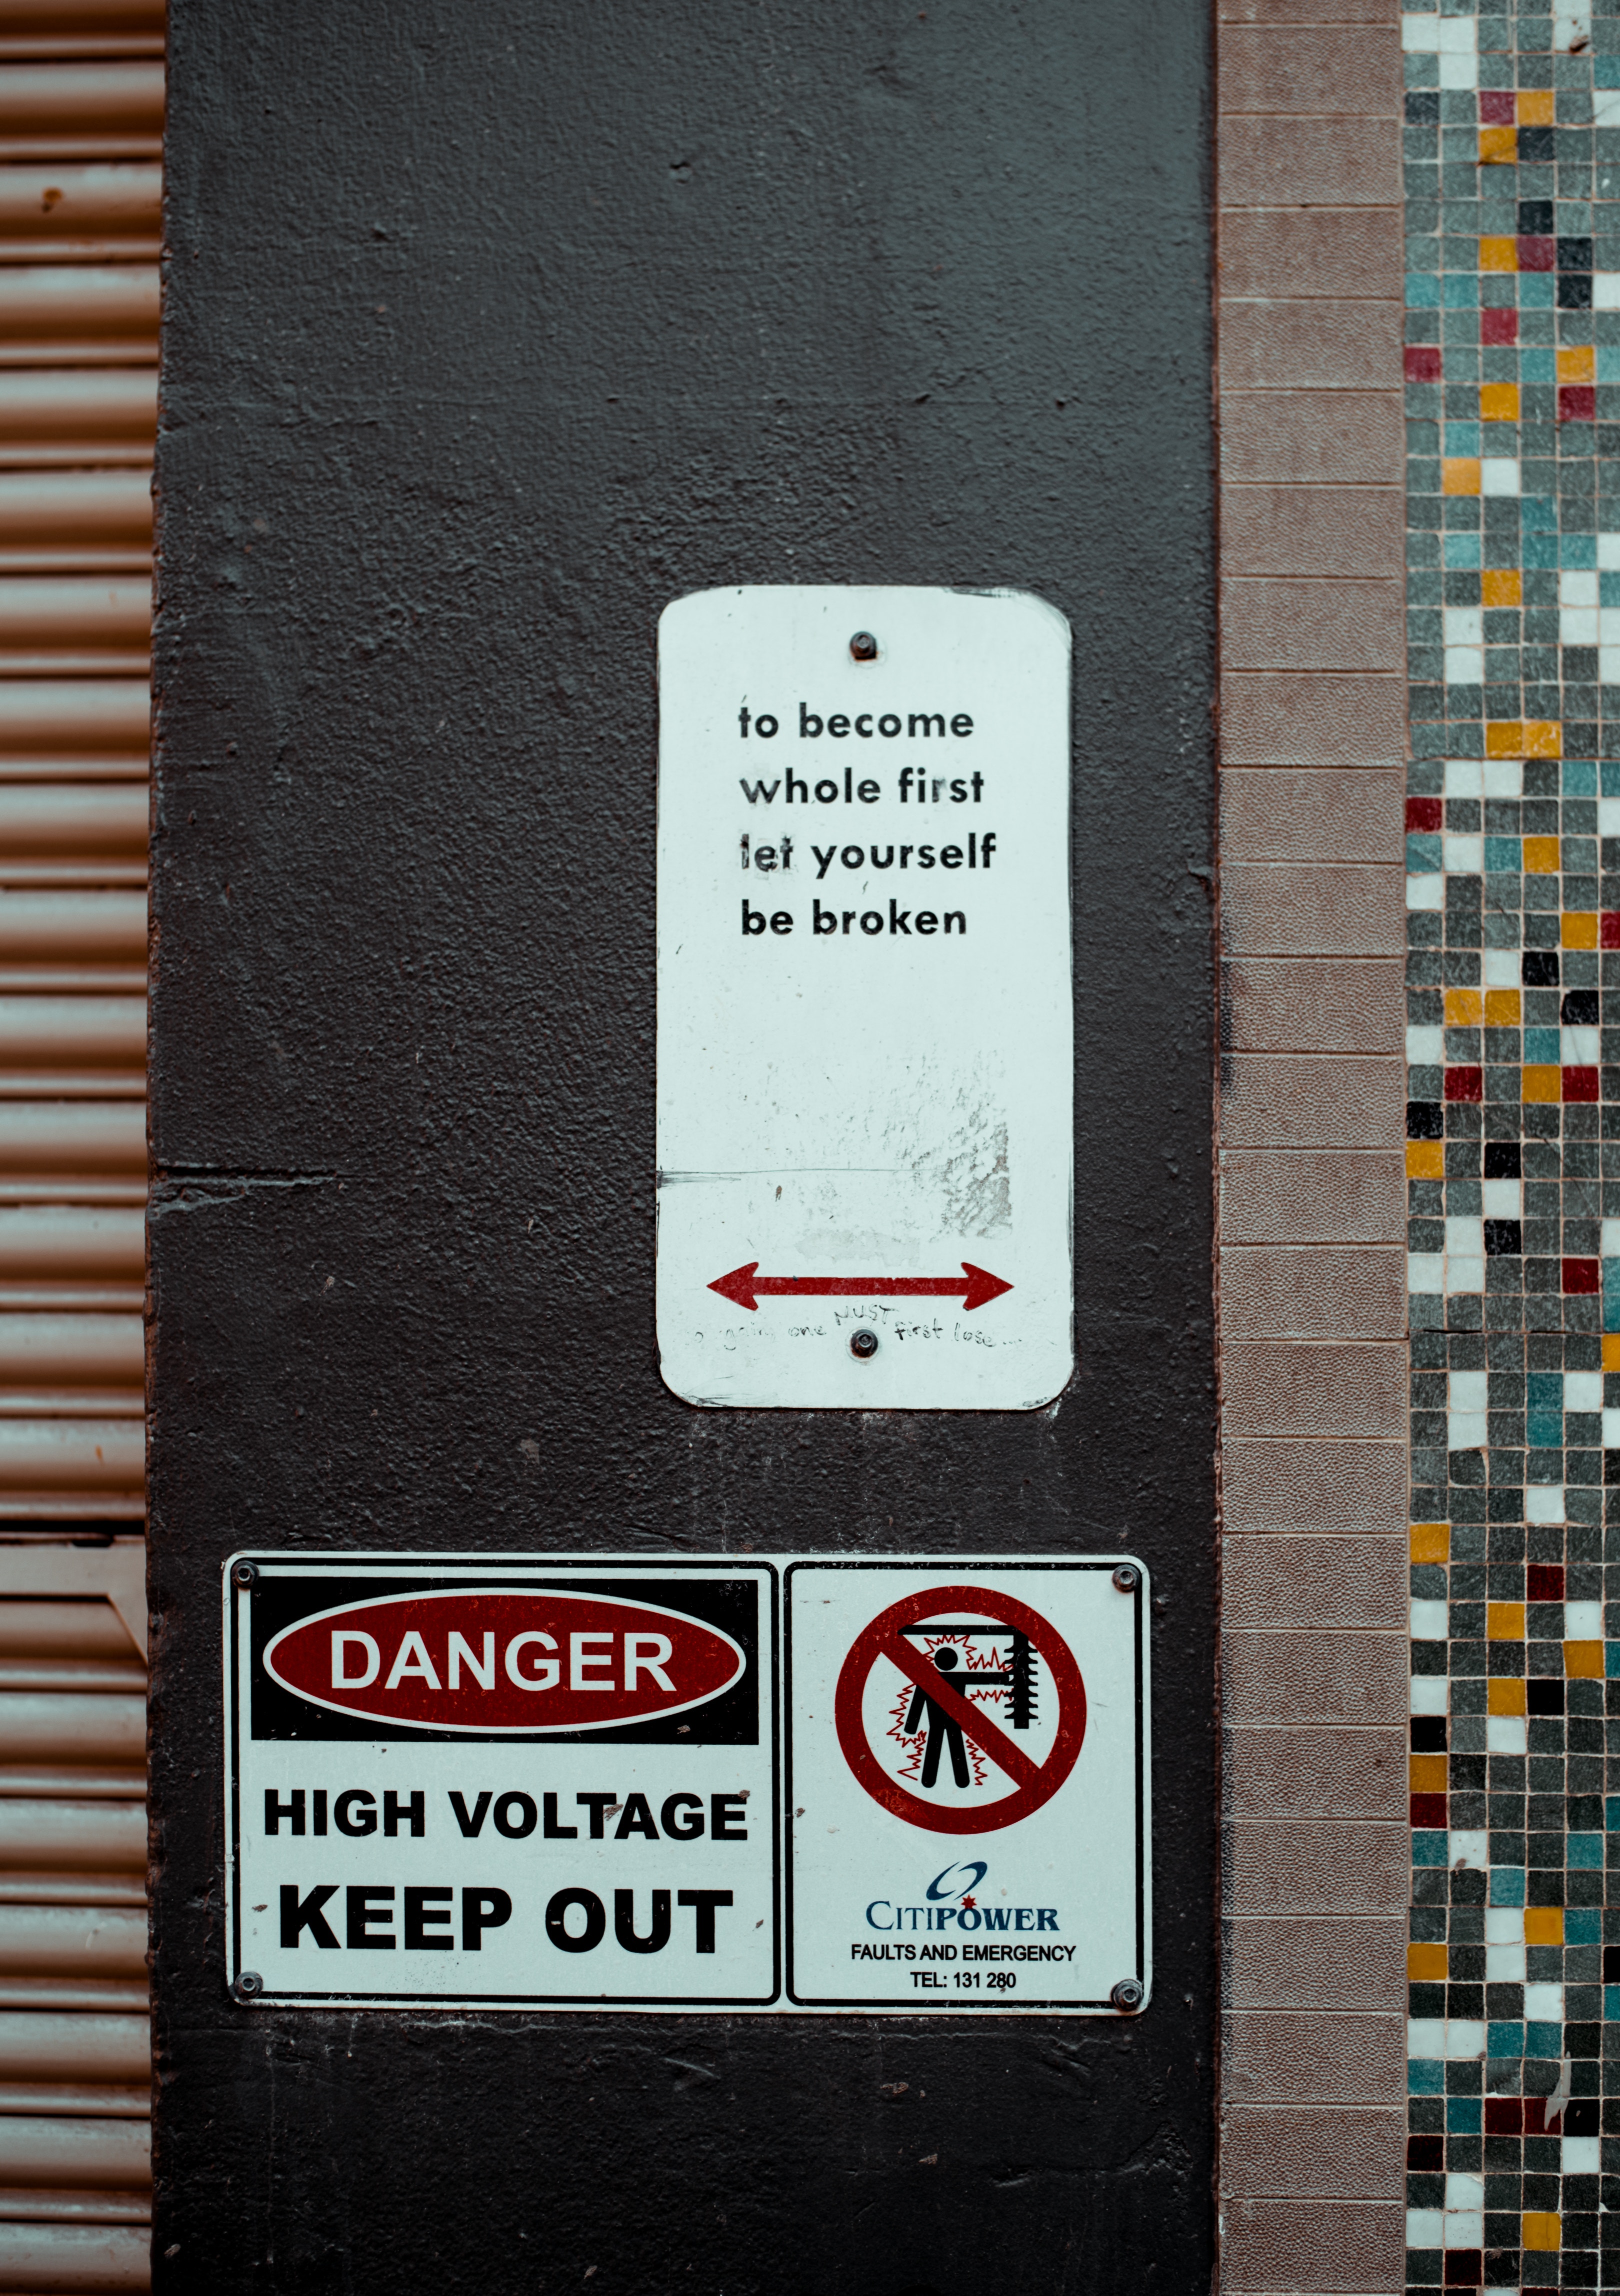 to become
whole first
let yourself
be broken
MUST
one first lose...
DANGER
HIGH VOLTAGE
KEEP OUT
CITIPOWER
FAULTS AND EMERGENCY
TEL: 131 280